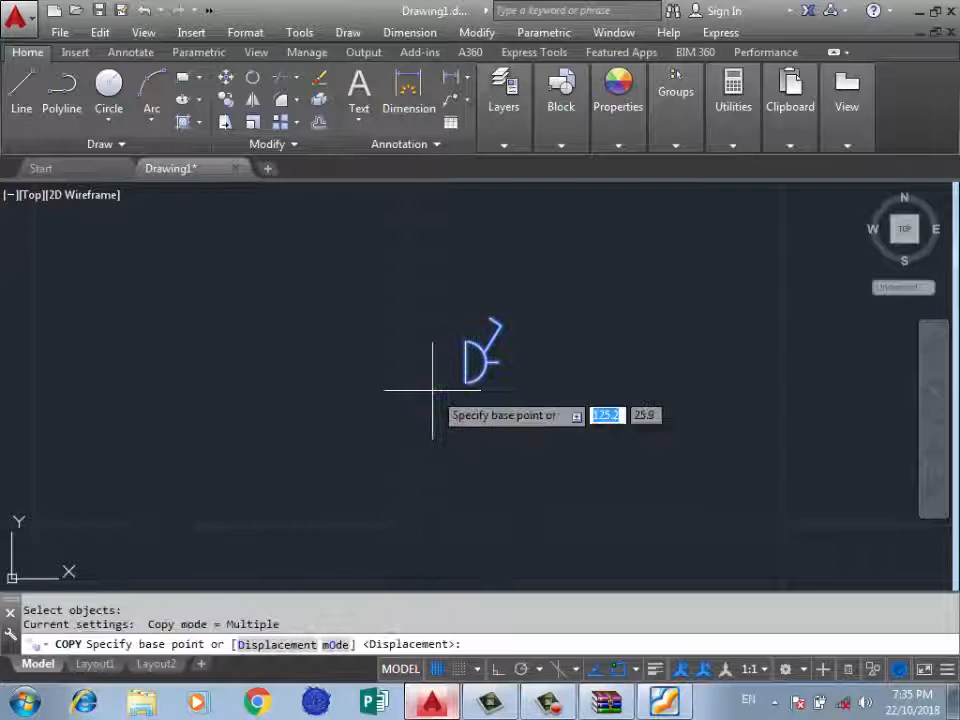 Drawing1.d...
Type a keyword or phrase
Sign In
File Edit View Insert Format Tools Draw Dimension Modify Parametric Window Help Express
Home Insert Annotate Parametric View Manage Output Add-ins A360 Express Tools Featured Apps BIM 360 Performance
Line Polyline Circle Arc Text Dimension Layers Block Properties Groups Utilities Clipboard View
Draw Modify Annotation
Start Drawing1*
[−][Top][2D Wireframe]
N
W TOP E
S
Specify base point or 125.2 25.9
Y
X
Select objects:
Current settings: Copy mode = Multiple
COPY Specify base point or [Displacement mOde] <Displacement>:
Model Layout1 Layout2 + MODEL 1:1
EN 7:35 PM
22/10/2018